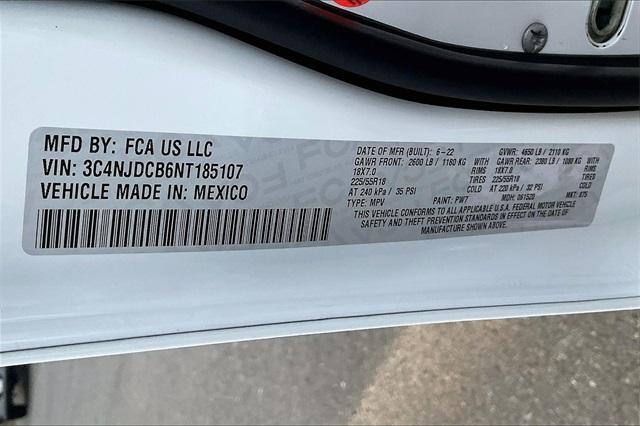 MFD BY: FCA US LLC
VIN: 3C4NJDCB6NT185107
VEHICLE MADE IN: MEXICO
DATE OF MFR (BUILT): 6-22 GVWR: 4650 LB / 2110 KG
GAWR FRONT: 2600 LB / 1180 KG WITH GAWR REAR: 2380 LB / 1080 KG WITH
18X7.0 RIMS 18X7.0 RIMS
225/55R18 TIRES 225/55R18 TIRES
AT 240 kPa / 35 PSI COLD AT 220 kPa / 32 PSI COLD
TYPE: MPV PAINT: PW7 MDH: 061520 MKT: 875
THIS VEHICLE CONFORMS TO ALL APPLICABLE U.S.A. FEDERAL MOTOR VEHICLE
SAFETY AND THEFT PREVENTION STANDARDS IN EFFECT ON THE DATE OF
MANUFACTURE SHOWN ABOVE.